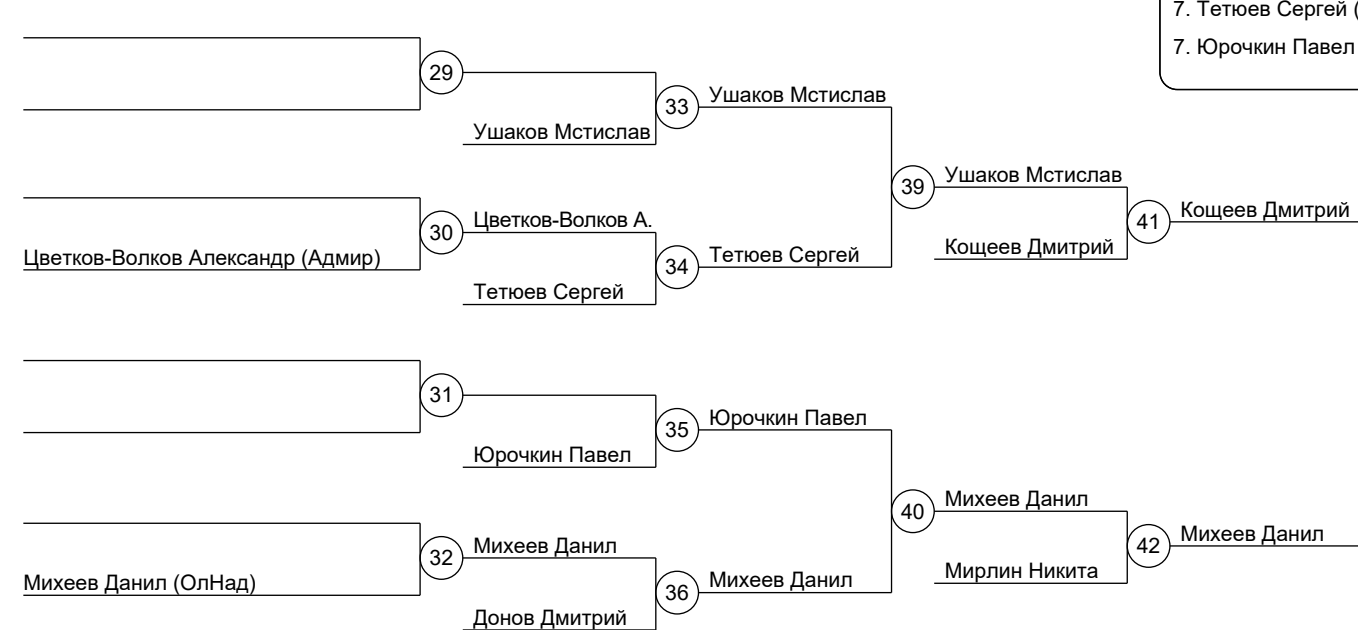 7. Тетюев Сергей (
7. Юрочкин Павел
29
33
Ушаков Мстислав
Ушаков Мстислав
39
Ушаков Мстислав
30
Цветков-Волков А.
41
Кощеев Дмитрий
Цветков-Волков Александр (Адмир)
34
Тетюев Сергей
Кощеев Дмитрий
Тетюев Сергей
31
35
Юрочкин Павел
Юрочкин Павел
40
Михеев Данил
32
Михеев Данил
42
Михеев Данил
Михеев Данил (ОлНад)
36
Михеев Данил
Мирлин Никита
Донов Дмитрий